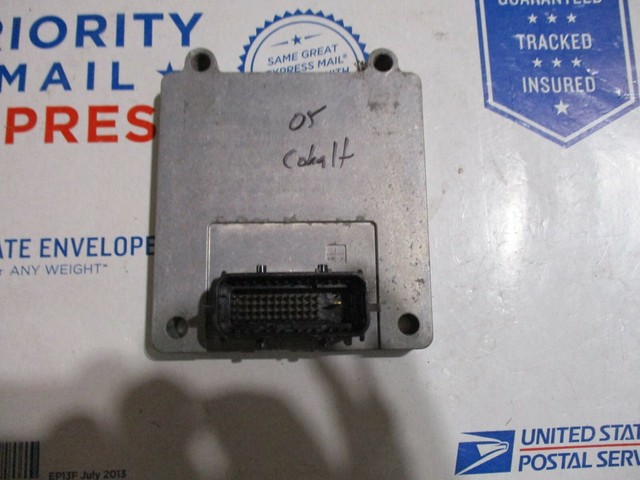 RIORITY
MAIL
PRES
ATE ENVELOPE
ANY WEIGHT™
SAME GREAT
EXPRESS MAIL®
GUARANTEED
TRACKED
INSURED
05
Cobalt
EP13F July 2013
UNITED STAT
POSTAL SERV